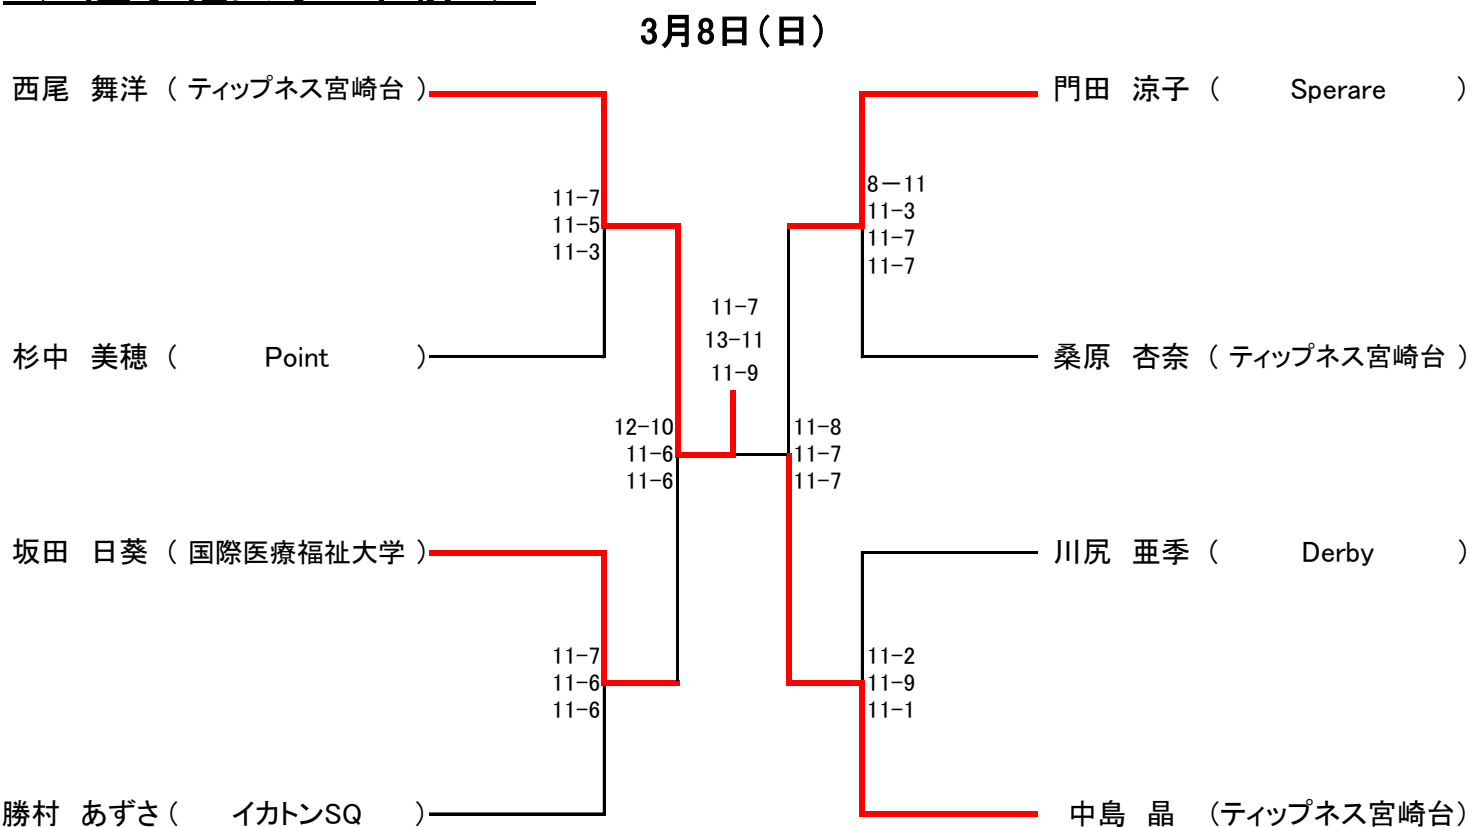 3月8日（日）
西尾　舞洋 （ ティップネス宮崎台 ）
門田　涼子 （ Sperare ）
11-7
11-5
11-3
8－11
11-3
11-7
11-7
11-7
13-11
11-9
杉中　美穂 （ Point ）
桑原　杏奈 （ ティップネス宮崎台 ）
12-10
11-6
11-6
11-8
11-7
11-7
坂田　日葵 （ 国際医療福祉大学 ）
川尻　亜季 （ Derby ）
11-7
11-6
11-6
11-2
11-9
11-1
勝村　あずさ （ イカトンSQ ）
中島　晶 （ティップネス宮崎台）